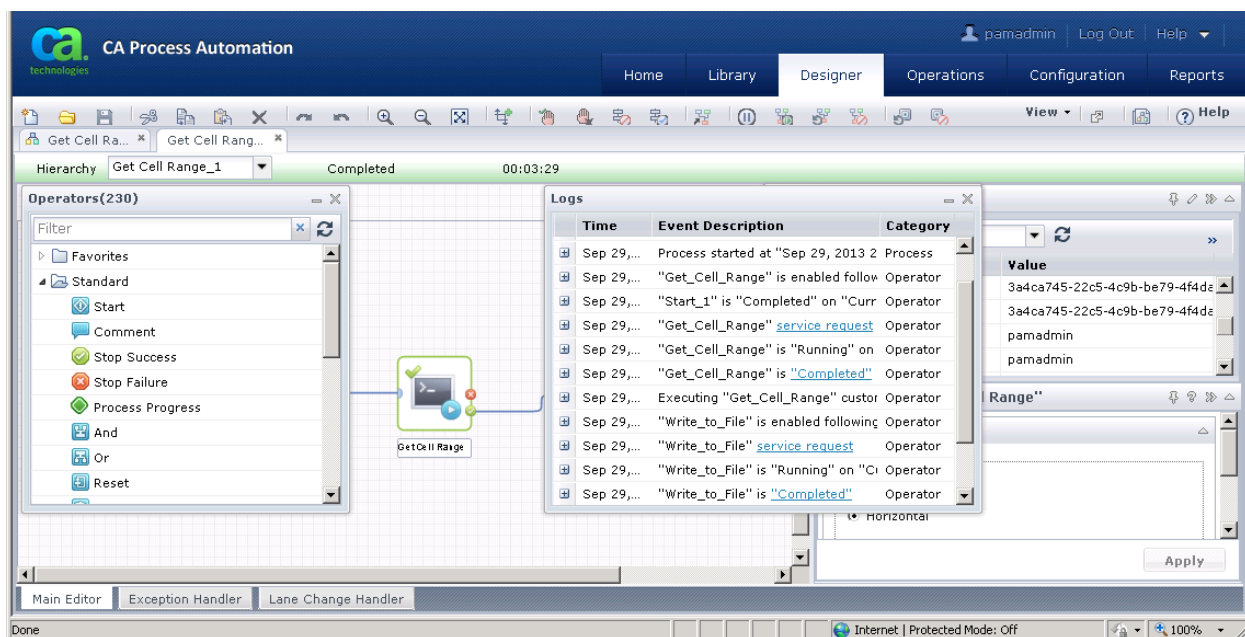 pamadmin Log Out Help
ca.
technologies
CA Process Automation
Home Library Designer Operations Configuration Reports
View Help
Get Cell Ra... Get Cell Rang...
Hierarchy Get Cell Range_1 Completed 00:03:29
Operators(230)
Filter
Favorites
Standard
Start
Comment
Stop Success
Stop Failure
Process Progress
And
Or
Reset
GetCell Range
Logs
Time Event Description Category
Sep 29,... Process started at "Sep 29, 2013 2 Process
Sep 29,... "Get_Cell_Range" is enabled follow Operator
Sep 29,... "Start_1" is "Completed" on "Curr Operator
Sep 29,... "Get_Cell_Range" service request Operator
Sep 29,... "Get_Cell_Range" is "Running" on Operator
Sep 29,... "Get_Cell_Range" is "Completed" Operator
Sep 29,... Executing "Get_Cell_Range" custor Operator
Sep 29,... "Write_to_File" is enabled following Operator
Sep 29,... "Write_to_File" service request Operator
Sep 29,... "Write_to_File" is "Running" on Operator
Sep 29,... "Write_to_File" is "Completed" Operator
Value
3a4ca745-22c5-4c9b-be79-4f4da
3a4ca745-22c5-4c9b-be79-4f4da
pamadmin
pamadmin
Range"
Horizontal
Apply
Main Editor Exception Handler Lane Change Handler
Done Internet | Protected Mode: Off 100%